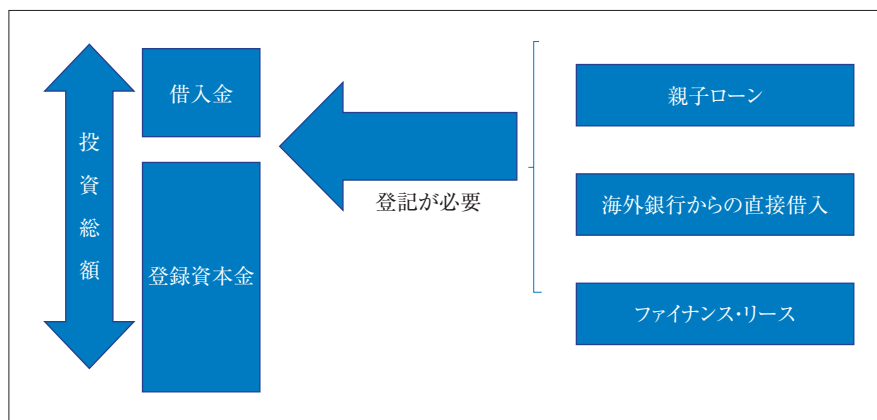 投資総額
借入金
登録資本金
登記が必要
親子ローン
海外銀行からの直接借入
ファイナンス・リース